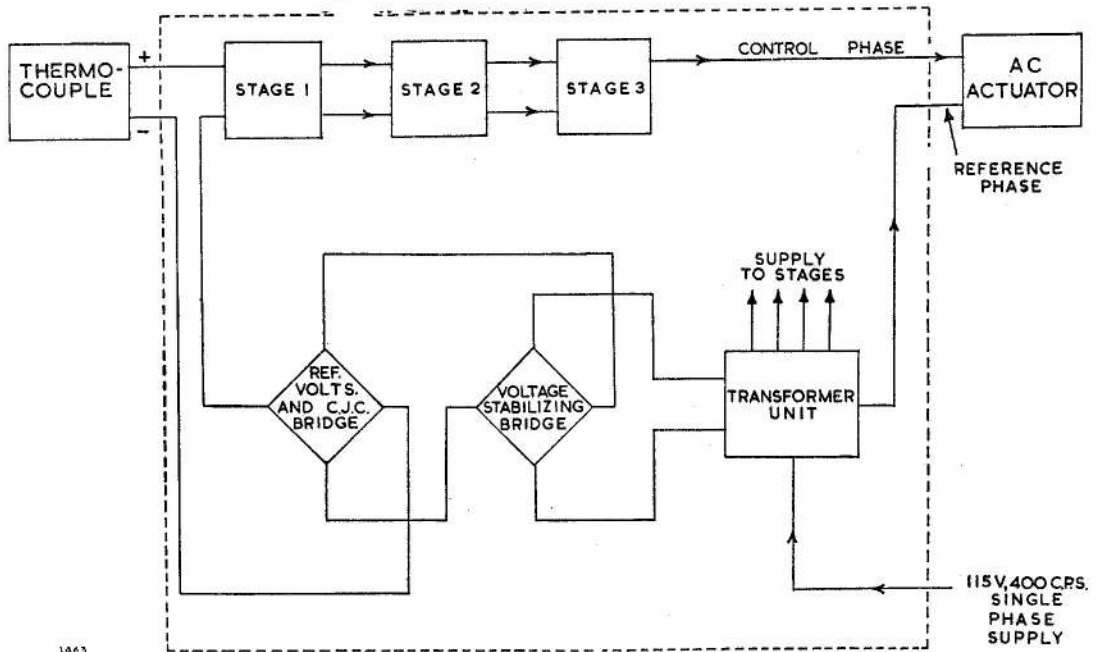 THERMO-
COUPLE
+
−
STAGE 1
STAGE 2
STAGE 3
CONTROL PHASE
AC
ACTUATOR
REFERENCE
PHASE
SUPPLY
TO STAGES
REF.
VOLTS.
AND C.J.C.
BRIDGE
VOLTAGE
STABILIZING
BRIDGE
TRANSFORMER
UNIT
115V,400 C.P.S.
SINGLE
PHASE
SUPPLY